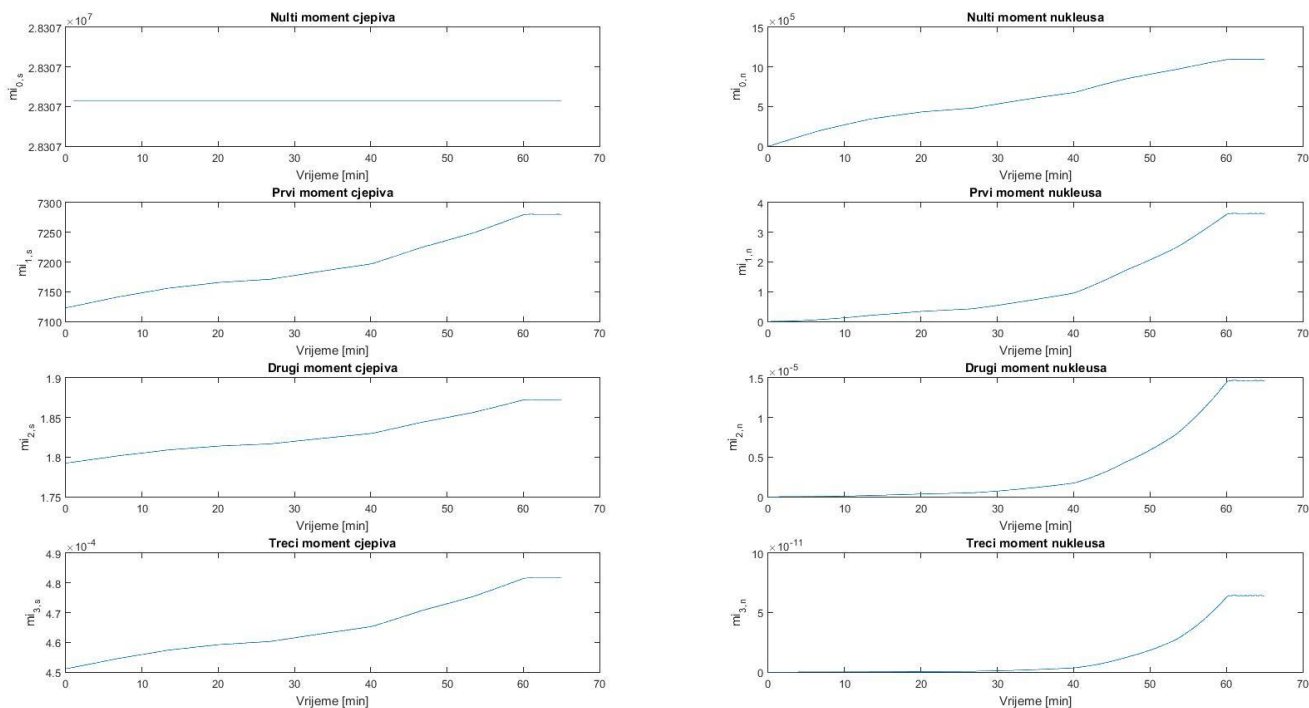 Nulti moment cjepiva
×10^7
2.8307
2.8307
2.8307
2.8307
mi_0,s
0 10 20 30 40 50 60 70
Vrijeme [min]
Prvi moment cjepiva
7300
7250
7200
7150
7100
mi_1,s
0 10 20 30 40 50 60 70
Vrijeme [min]
Drugi moment cjepiva
1.9
1.85
1.8
1.75
mi_2,s
0 10 20 30 40 50 60 70
Vrijeme [min]
Treci moment cjepiva
×10^-4
4.9
4.8
4.7
4.6
4.5
mi_3,s
0 10 20 30 40 50 60 70
Vrijeme [min]
Nulti moment nukleusa
×10^5
15
10
5
0
mi_0,n
0 10 20 30 40 50 60 70
Vrijeme [min]
Prvi moment nukleusa
4
3
2
1
0
mi_1,n
0 10 20 30 40 50 60 70
Vrijeme [min]
Drugi moment nukleusa
×10^-5
1.5
1
0.5
0
mi_2,n
0 10 20 30 40 50 60 70
Vrijeme [min]
Treci moment nukleusa
×10^-11
10
5
0
mi_3,n
0 10 20 30 40 50 60 70
Vrijeme [min]